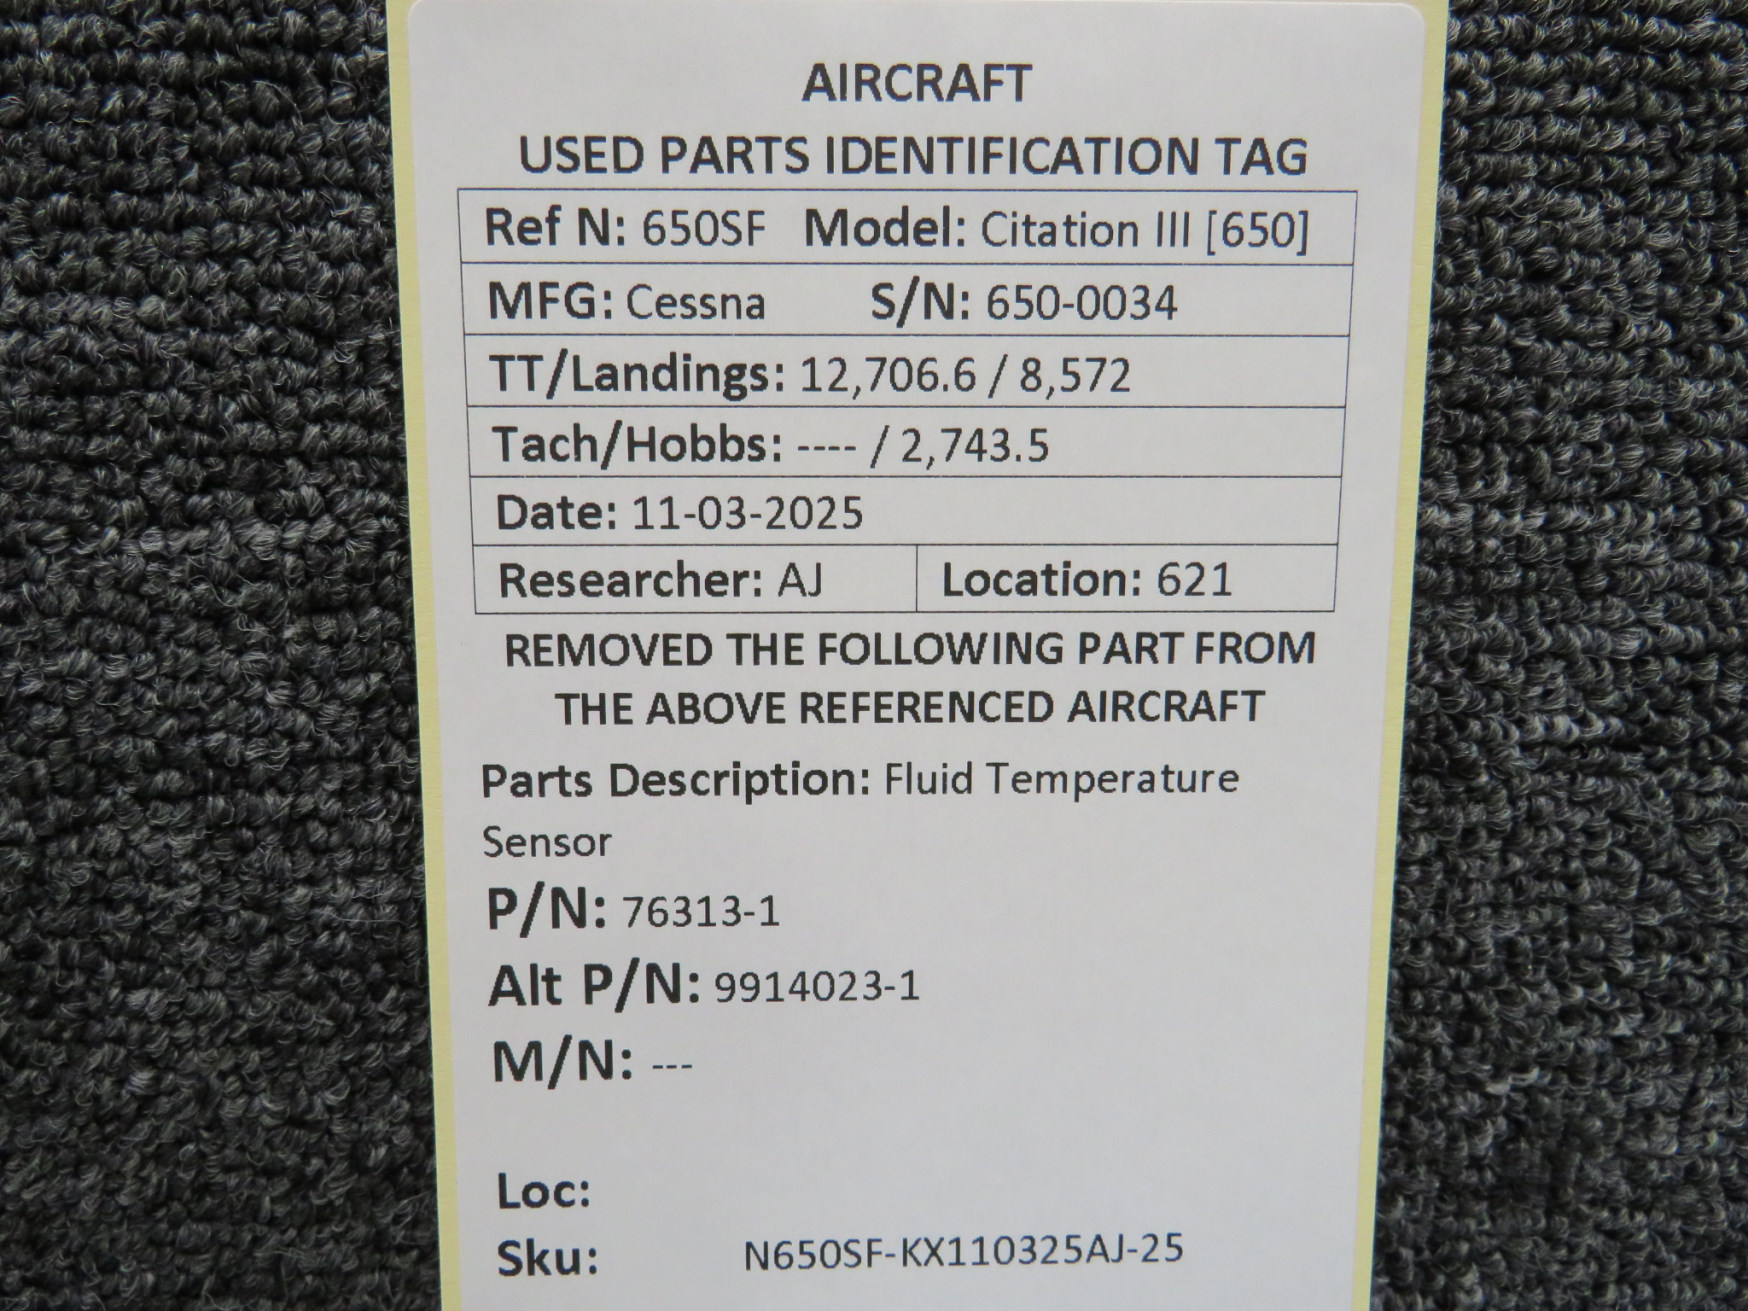 AIRCRAFT
USED PARTS IDENTIFICATION TAG
Ref N: 650SF Model: Citation III [650]
MFG: Cessna S/N: 650-0034
TT/Landings: 12,706.6 / 8,572
Tach/Hobbs: ---- / 2,743.5
Date: 11-03-2025
Researcher: AJ Location: 621
REMOVED THE FOLLOWING PART FROM
THE ABOVE REFERENCED AIRCRAFT
Parts Description: Fluid Temperature
Sensor
P/N: 76313-1
Alt P/N: 9914023-1
M/N: ---
Loc:
Sku: N650SF-KX110325AJ-25